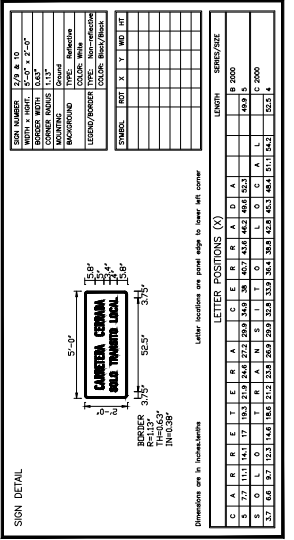 SIGN DETAIL
SIGN NUMBER 2/9 & 10
WIDTH x HGHT. 5'-0" x 2'-0"
BORDER WIDTH 0.63"
CORNER RADIUS 1.13"
MOUNTING Ground
BACKGROUND TYPE: Reflective
COLOR: White
LEGEND/BORDER TYPE: Non-reflective
COLOR: Black/Black
SYMBOL ROT X Y WID HT
5'-0"
2'-0"
CARRETERA CERRADA
SOLO TRANSITO LOCAL
5.8"
5"
3.4"
4"
5.8"
3.75" 52.5" 3.75"
BORDER
R=1.13"
TH=0.63"
IN=0.38"
Dimensions are in inches.tenths
Letter locations are panel edge to lower left corner
LETTER POSITIONS (X)
LENGTH SERIES/SIZE
C A R R E T E R A C E R R A D A B 2000
5 7.7 11.1 14.1 17 19.3 21.9 24.6 27.2 29.9 34.9 38 40.7 43.6 46.2 49.6 52.3 49.9 5
S O L O T R A N S I T O L O C A L C 2000
3.7 6.6 9.7 12.3 14.6 18.6 21.2 23.8 26.9 29.9 32.8 33.9 36.4 38.8 42.8 45.3 48.4 51.1 54.2 52.5 4